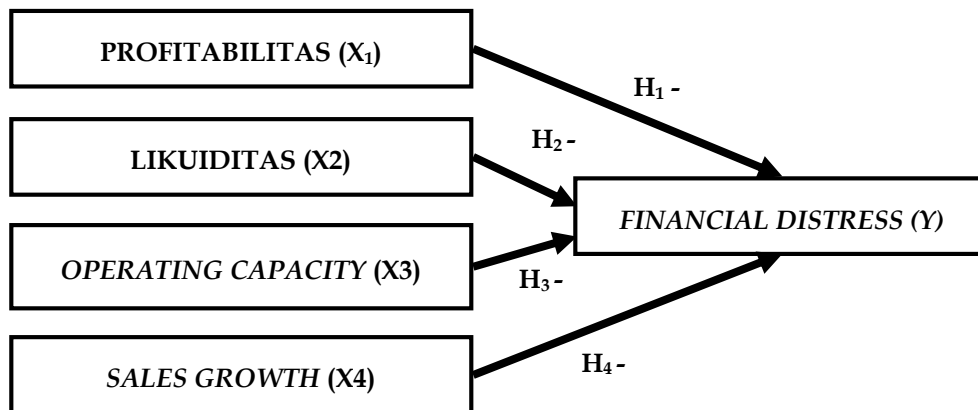 PROFITABILITAS (X₁)
H₁ -
LIKUIDITAS (X2)
H₂ -
FINANCIAL DISTRESS (Y)
OPERATING CAPACITY (X3)
H₃ -
SALES GROWTH (X4)
H₄ -